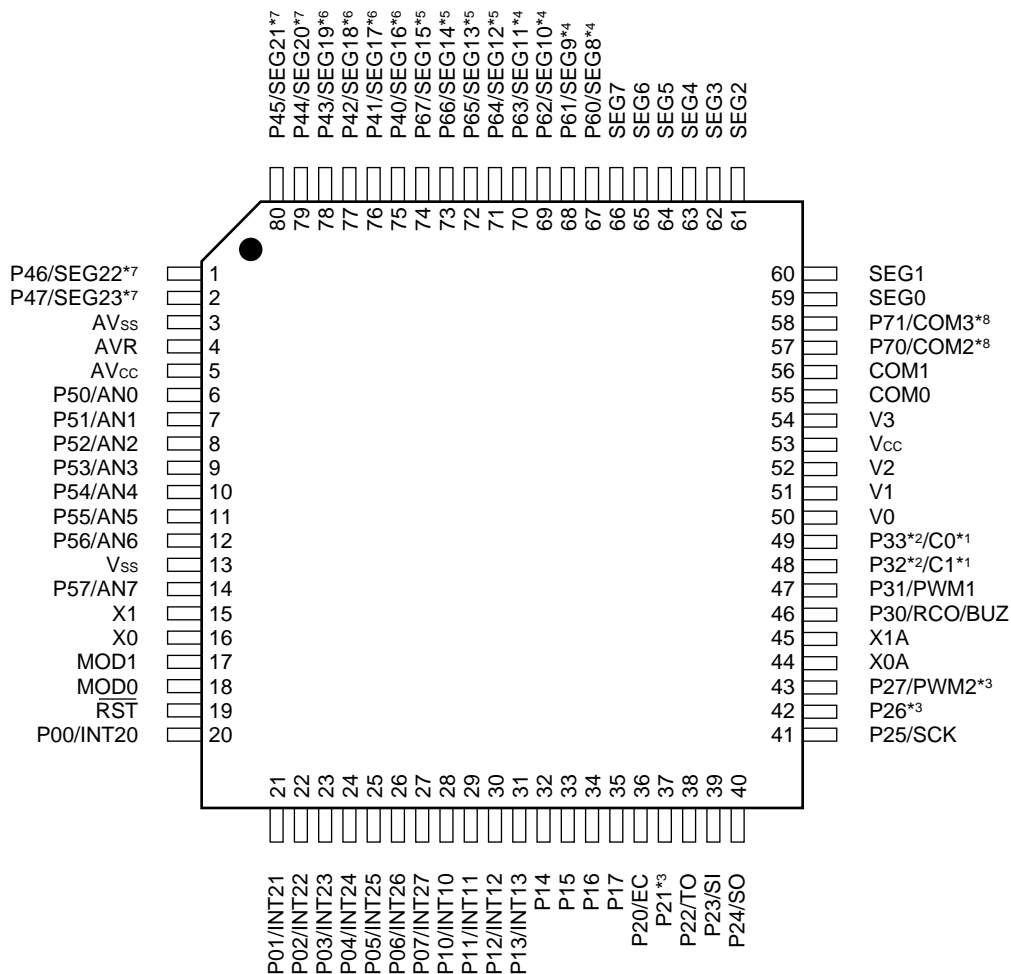 P45/SEG21*7
P44/SEG20*7
P43/SEG19*6
P42/SEG18*6
P41/SEG17*6
P40/SEG16*6
P67/SEG15*5
P66/SEG14*5
P65/SEG13*5
P64/SEG12*5
P63/SEG11*4
P62/SEG10*4
P61/SEG9*4
P60/SEG8*4
SEG7
SEG6
SEG5
SEG4
SEG3
SEG2
80
79
78
77
76
75
74
73
72
71
70
69
68
67
66
65
64
63
62
61
P46/SEG22*7 1
P47/SEG23*7 2
AVSS 3
AVR 4
AVCC 5
P50/AN0 6
P51/AN1 7
P52/AN2 8
P53/AN3 9
P54/AN4 10
P55/AN5 11
P56/AN6 12
VSS 13
P57/AN7 14
X1 15
X0 16
MOD1 17
MOD0 18
RST 19
P00/INT20 20
60 SEG1
59 SEG0
58 P71/COM3*8
57 P70/COM2*8
56 COM1
55 COM0
54 V3
53 VCC
52 V2
51 V1
50 V0
49 P33*2/C0*1
48 P32*2/C1*1
47 P31/PWM1
46 P30/RCO/BUZ
45 X1A
44 X0A
43 P27/PWM2*3
42 P26*3
41 P25/SCK
21
22
23
24
25
26
27
28
29
30
31
32
33
34
35
36
37
38
39
40
P01/INT21
P02/INT22
P03/INT23
P04/INT24
P05/INT25
P06/INT26
P07/INT27
P10/INT10
P11/INT11
P12/INT12
P13/INT13
P14
P15
P16
P17
P20/EC
P21*3
P22/TO
P23/SI
P24/SO